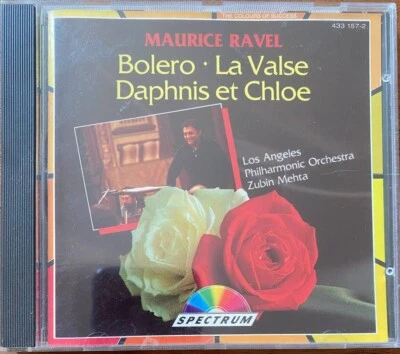 433 157-2
MAURICE RAVEL
Bolero · La Valse
Daphnis et Chloe
Los Angeles
Philharmonic Orchestra
Zubin Mehta
SPECTRUM